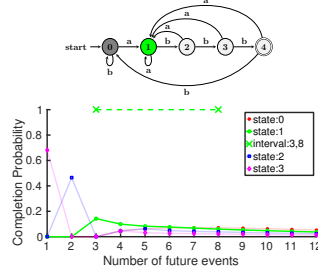 a
a
a
start
0
a
1
b
2
b
3
b
4
b
a
b
Completion Probability
1
0.8
0.6
0.4
0.2
0
state:0
state:1
interval:3,8
state:2
state:3
1 2 3 4 5 6 7 8 9 10 11 12
Number of future events